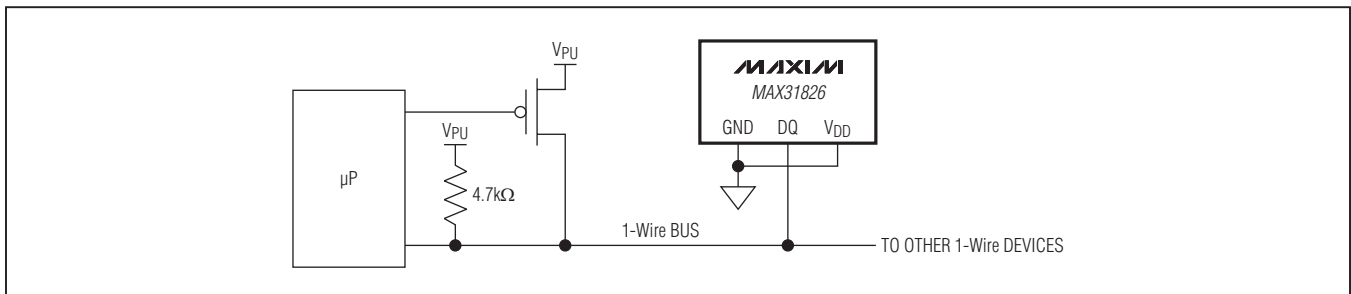 VPU
MAXIM
MAX31826
GND DQ VDD
VPU
µP
4.7kΩ
1-Wire BUS
TO OTHER 1-Wire DEVICES